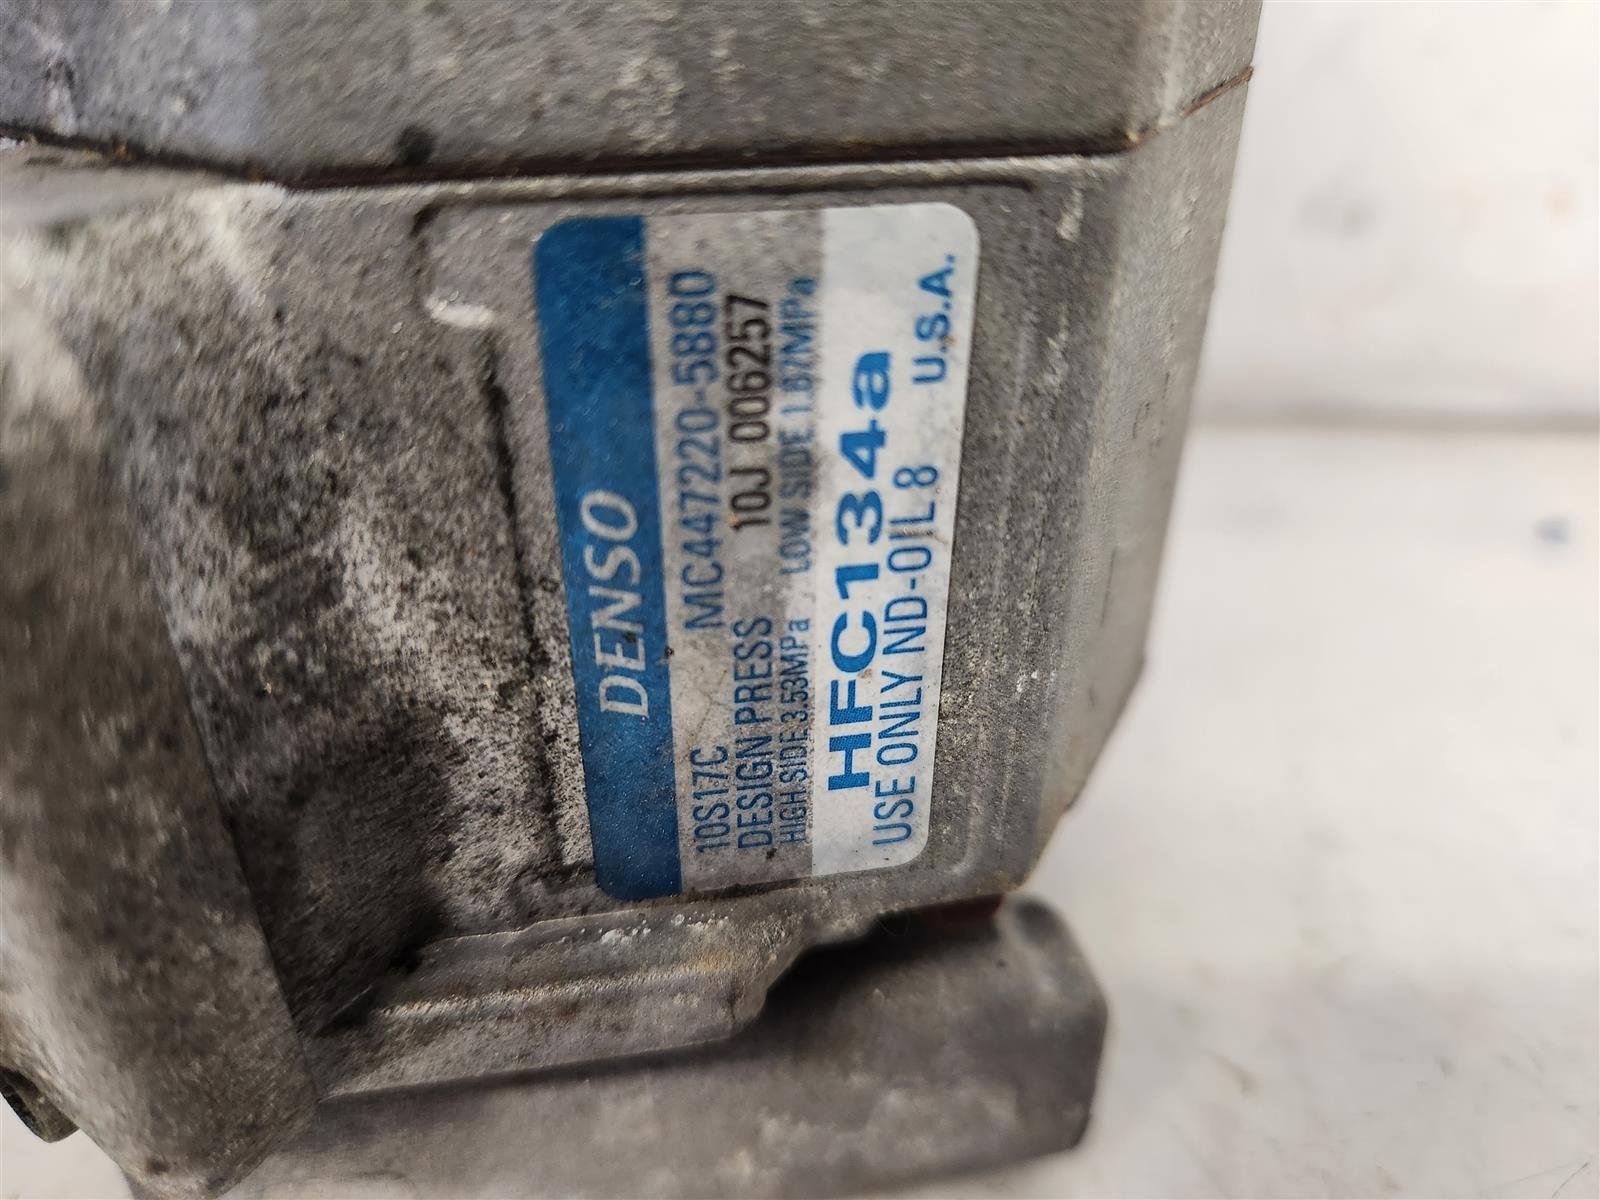 DENSO
10S17C MC447220-5880
DESIGN PRESS 10J 006257
HIGH SIDE 3.53MPa LOW SIDE 1.67MPa
HFC134a
USE ONLY ND-OIL 8 U.S.A.